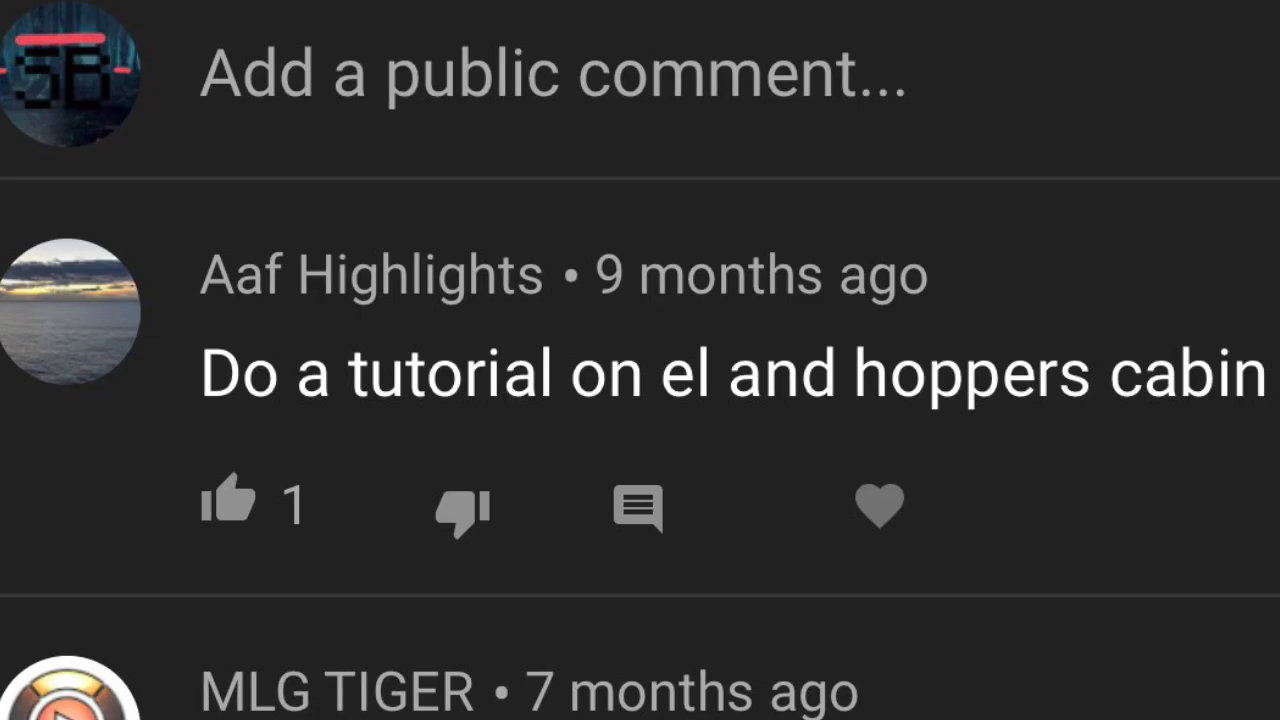 SB
Add a public comment...
Aaf Highlights • 9 months ago
Do a tutorial on el and hoppers cabin
1
MLG TIGER • 7 months ago